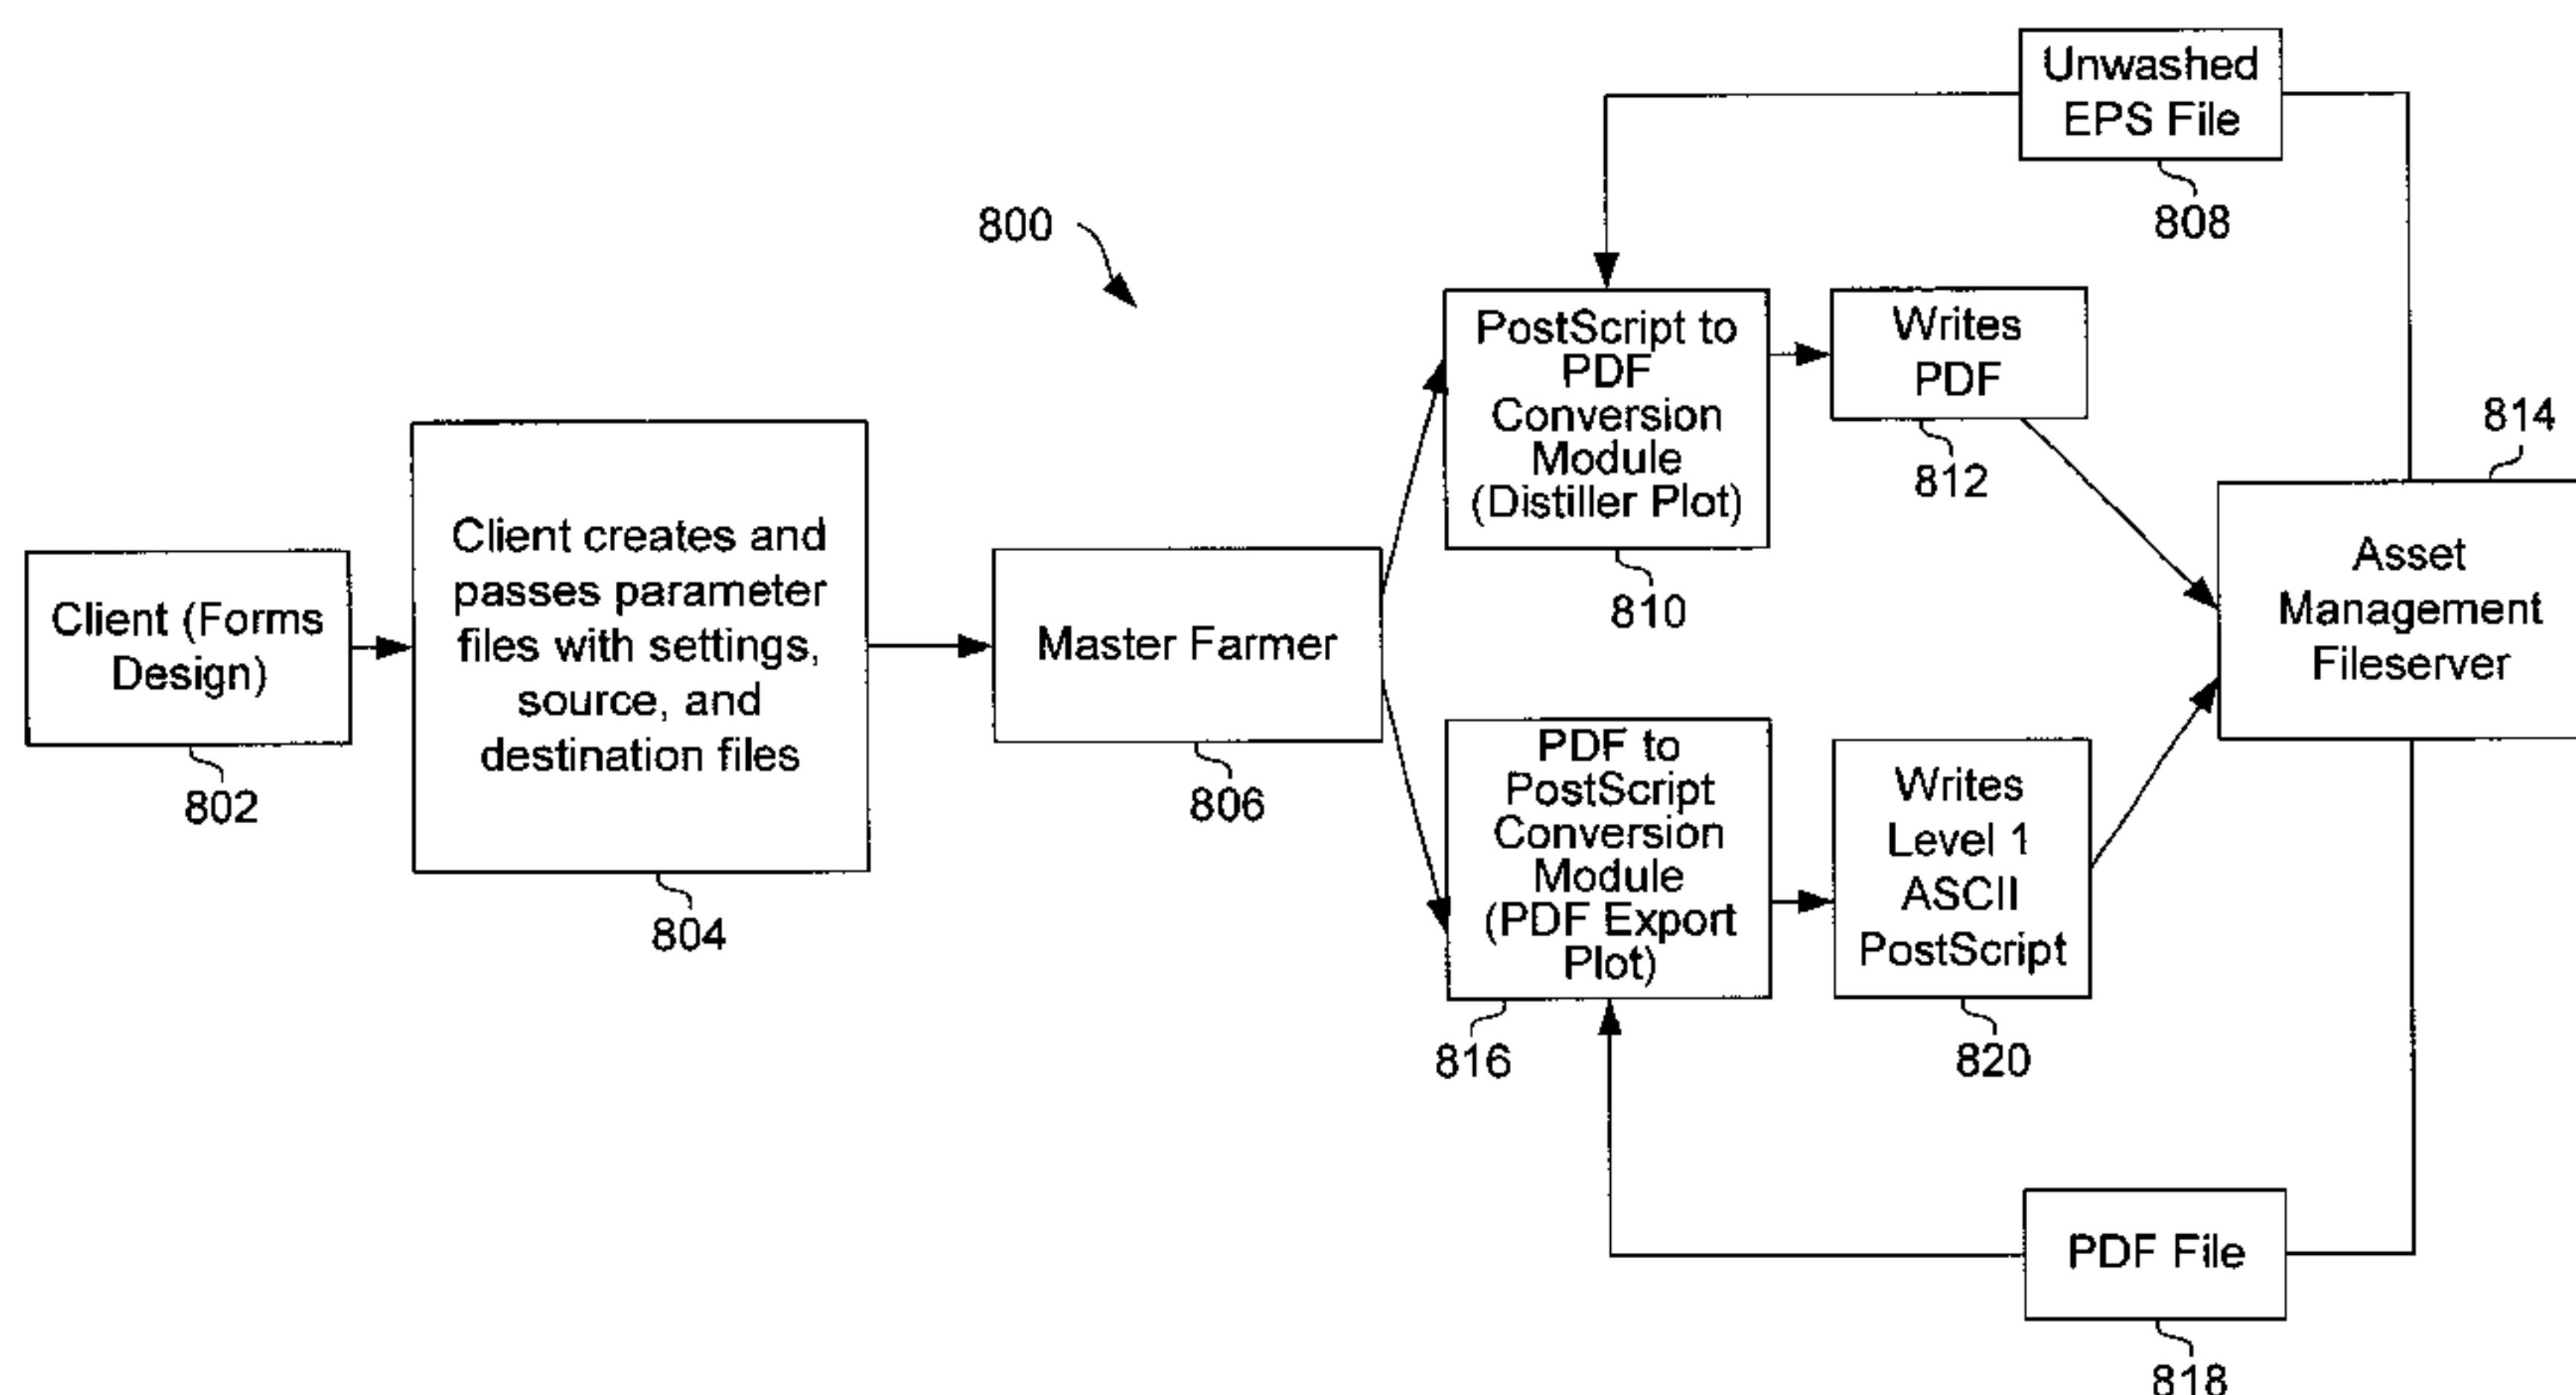 Unwashed
EPS File
808
800
PostScript to
PDF
Conversion
Module
(Distiller Plot)
810
Writes
PDF
812
814
Asset
Management
Fileserver
Client (Forms
Design)
802
Client creates and
passes parameter
files with settings,
source, and
destination files
804
Master Farmer
806
PDF to
PostScript
Conversion
Module
(PDF Export
Plot)
816
Writes
Level 1
ASCII
PostScript
820
PDF File
818